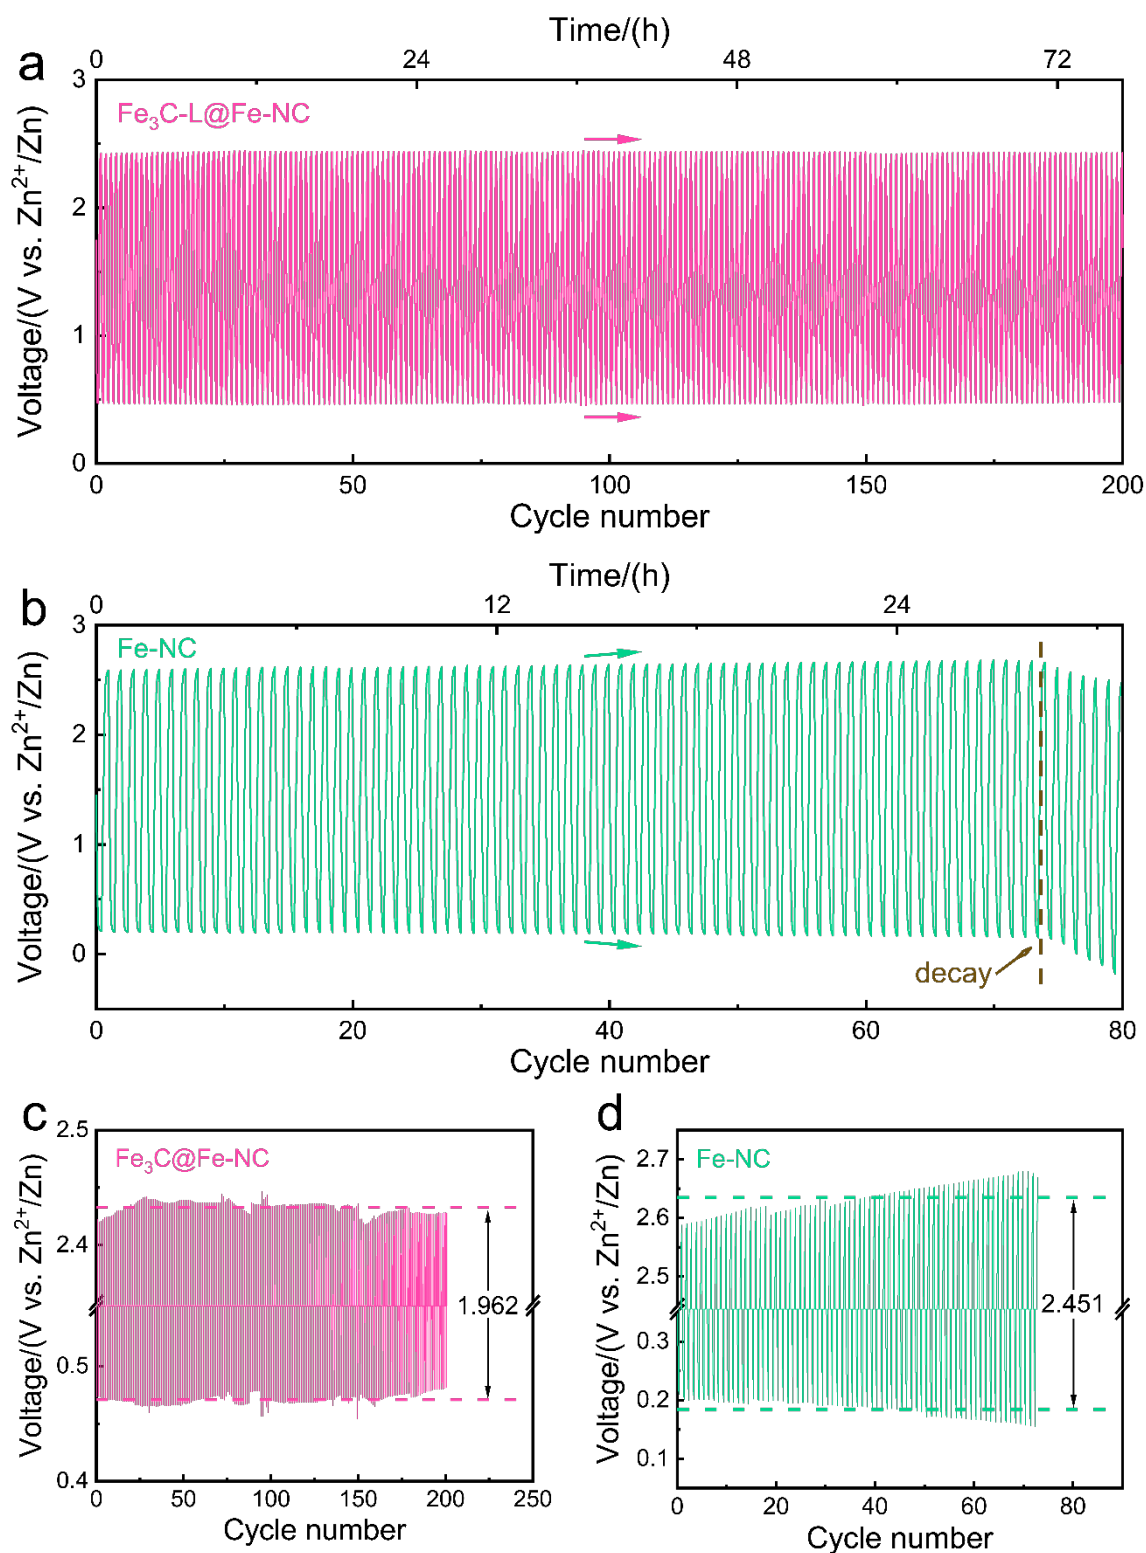 a
Time/(h)
0 24 48 72
Voltage/(V vs. Zn²⁺/Zn)
3
2
1
0
Fe₃C-L@Fe-NC
0 50 100 150 200
Cycle number
b
Time/(h)
0 12 24
Voltage/(V vs. Zn²⁺/Zn)
3
2
1
0
Fe-NC
decay
0 20 40 60 80
Cycle number
c
Voltage/(V vs. Zn²⁺/Zn)
2.5
2.4
0.5
0.4
Fe₃C@Fe-NC
1.962
0 50 100 150 200 250
Cycle number
d
Voltage/(V vs. Zn²⁺/Zn)
2.7
2.6
2.5
0.3
0.2
0.1
Fe-NC
2.451
0 20 40 60 80
Cycle number